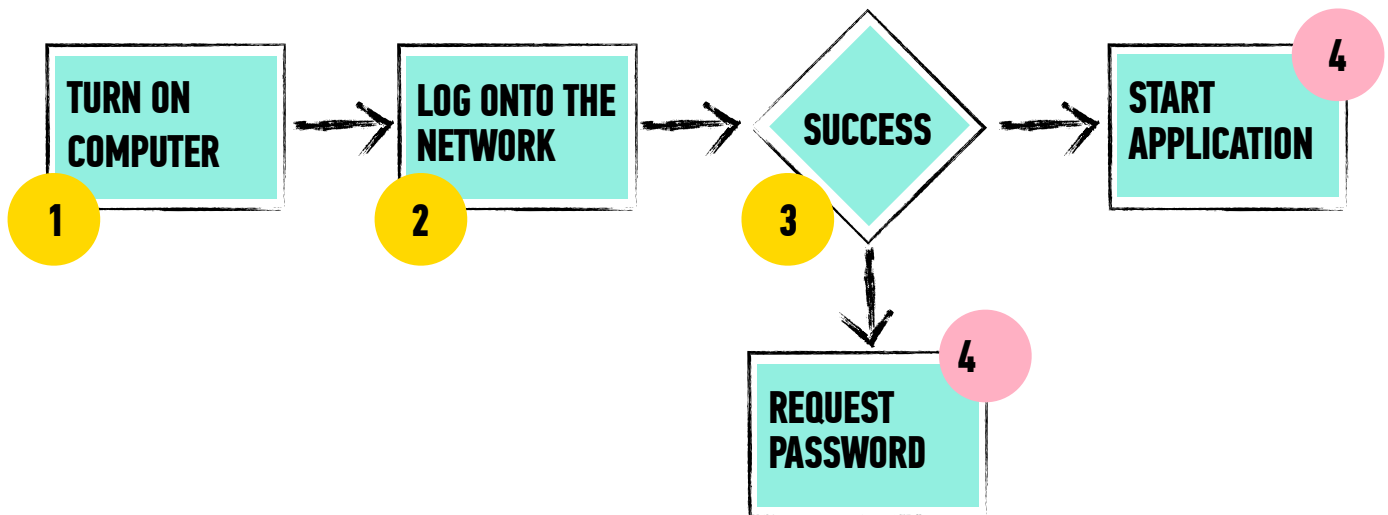 TURN ON
COMPUTER
1
LOG ONTO THE
NETWORK
2
SUCCESS
3
START
APPLICATION
4
REQUEST
PASSWORD
4